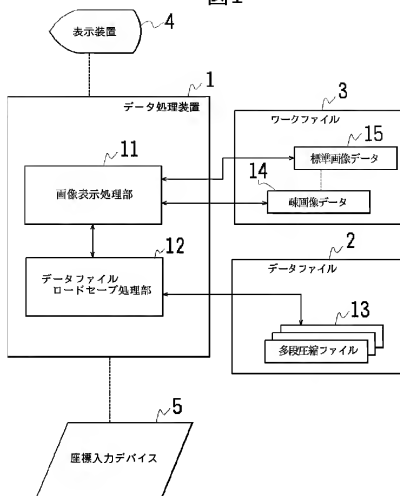 図1
4
表示装置
1
データ処理装置
3
ワークファイル
11
画像表示処理部
15
標準画像データ
14
疎画像データ
12
データファイル
ロードセーブ処理部
2
データファイル
13
多段圧縮ファイル
5
座標入力デバイス